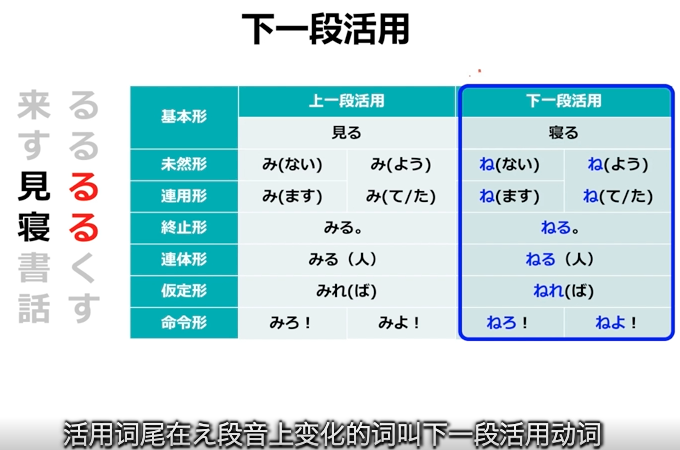 下一段活用
来る
する
見る
寝る
書く
話す
基本形 上一段活用 下一段活用
見る 寝る
未然形 み(ない) み(よう) ね(ない) ね(よう)
連用形 み(ます) み(て/た) ね(ます) ね(て/た)
終止形 みる。 ねる。
連体形 みる（人） ねる（人）
仮定形 みれ(ば) ねれ(ば)
命令形 みろ！ みよ！ ねろ！ ねよ！
活用词尾在え段音上变化的词叫下一段活用动词